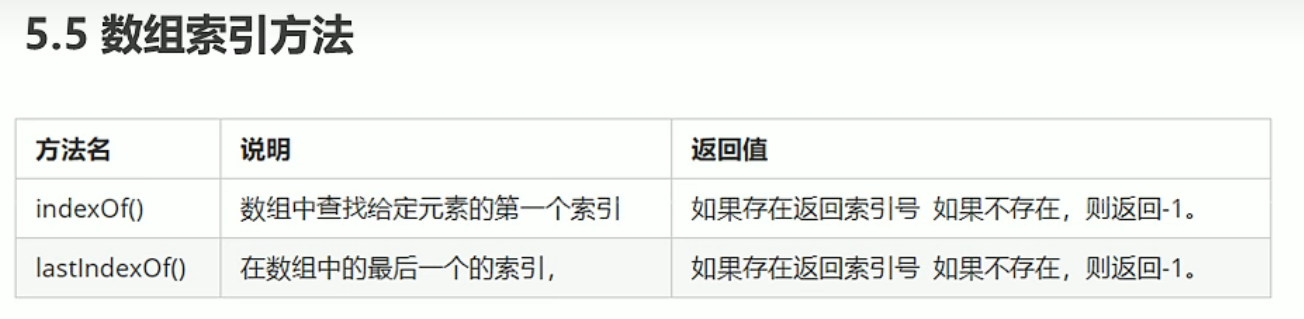 5.5 数组索引方法
方法名 说明 返回值
indexOf() 数组中查找给定元素的第一个索引 如果存在返回索引号 如果不存在，则返回-1。
lastIndexOf() 在数组中的最后一个的索引， 如果存在返回索引号 如果不存在，则返回-1。